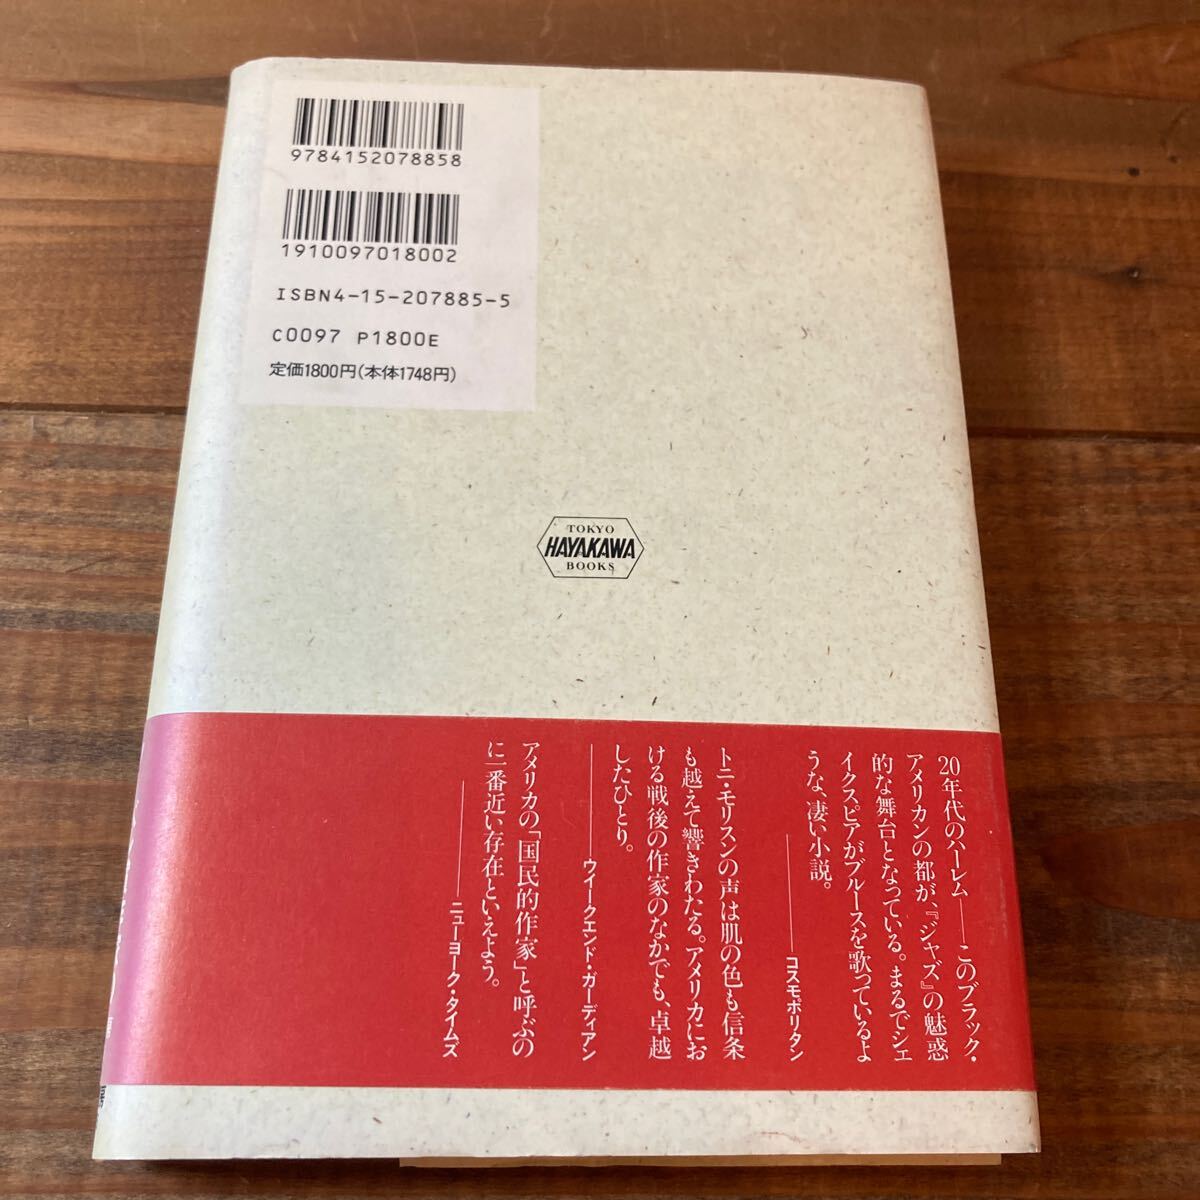 9784152078858
1910097018002
ISBN4-15-207885-5
C0097 P1800E
定価1800円(本体1748円)
TOKYO
HAYAKAWA
BOOKS
20年代のハーレム――このブラック・
アメリカンの都が、『ジャズ』の魅惑
的な舞台となっている。まるでシェ
イクスピアがブルースを歌っているよ
うな、凄い小説。
――コスモポリタン
トニ・モリスンの声は肌の色も信条
も越えて響きわたる。アメリカにお
ける戦後の作家のなかでも、卓越
したひとり。
――ウイークエンド・ガーディアン
アメリカの「国民的作家」と呼ぶの
に一番近い存在といえよう。
――ニューヨーク・タイムズ